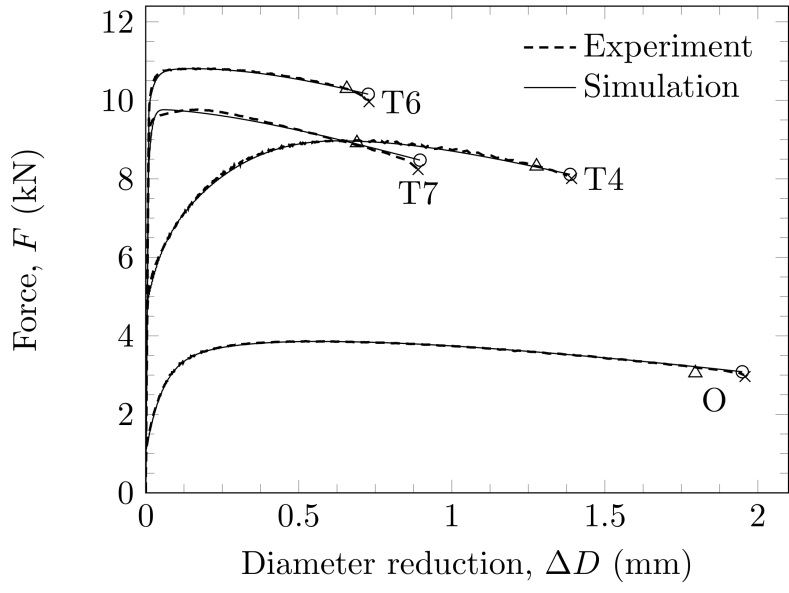 12
10
8
6
4
2
0
Force, F (kN)
Experiment
Simulation
T6
T7
T4
O
0
0.5
1
1.5
2
Diameter reduction, ΔD (mm)